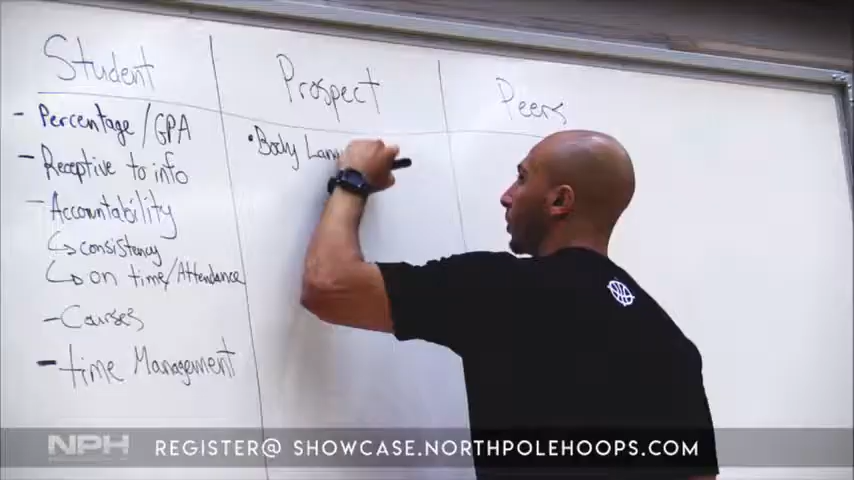 Student
- Percentage/GPA
- Receptive to info
- Accountability
↳ consistency
↳ on time/Attendance
- Courses
- time Management
Prospect
• Body Lan
Peers
NPH
REGISTER@ SHOWCASE.NORTHPOLEHOOPS.COM